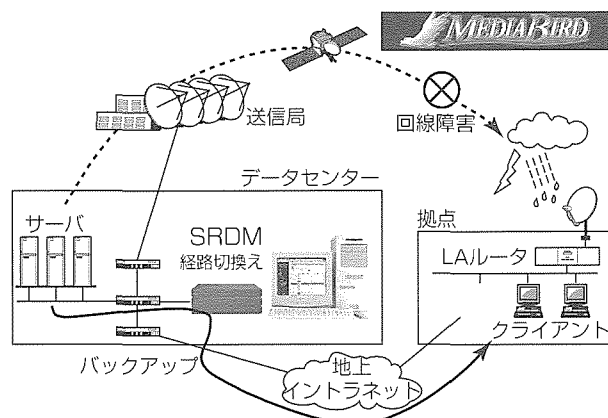 MEDIABIRD
送信局
回線障害
データセンター
サーバ
SRDM
経路切換え
拠点
LAルータ
クライアント
バックアップ
地上
イントラネット